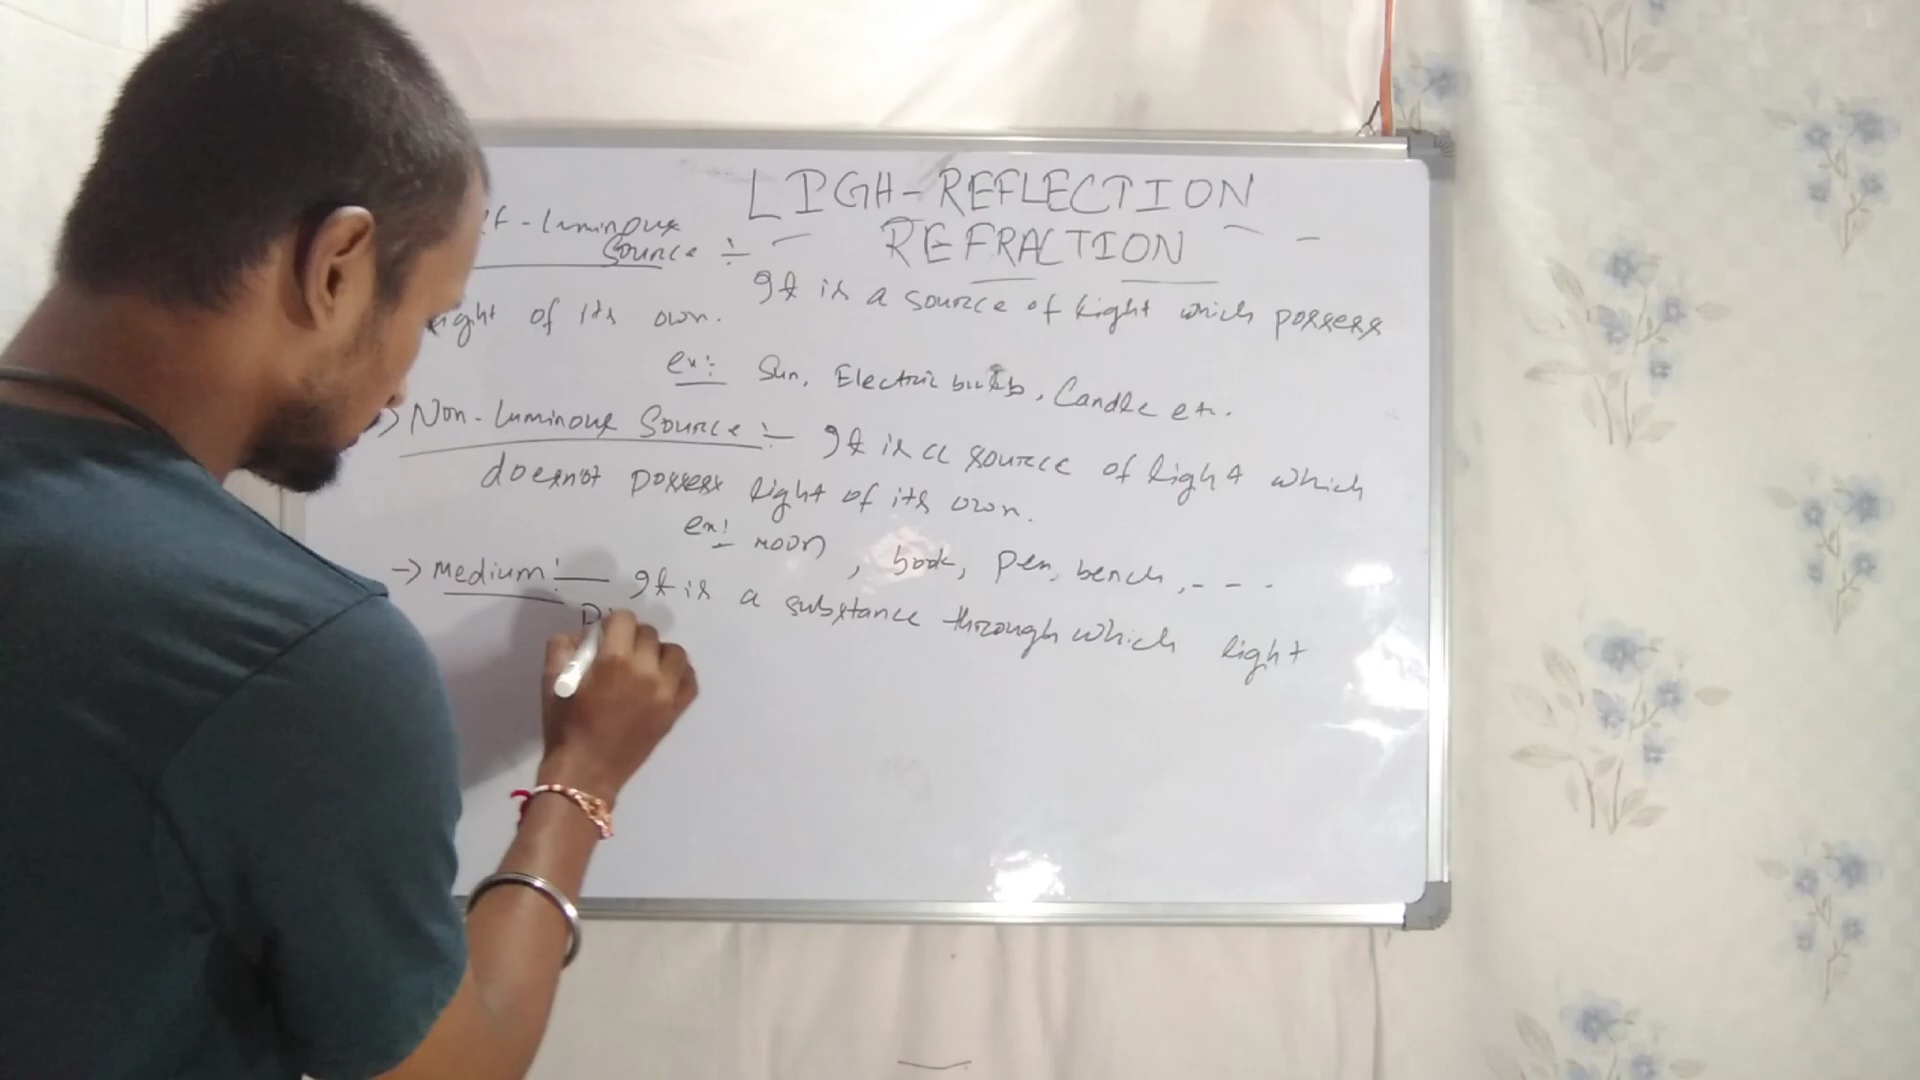 LIGH-REFLECTION
REFRACTION
lf-luminous
Source :-
It is a source of light which possess
light of its own.
ex:- Sun, Electric bulb, Candle etc.
Non-luminous Source :- It is a source of light which
doesnot possess light of its own.
ex:- moon, book, pen, bench, - - -
-> Medium :- It is a substance through which light